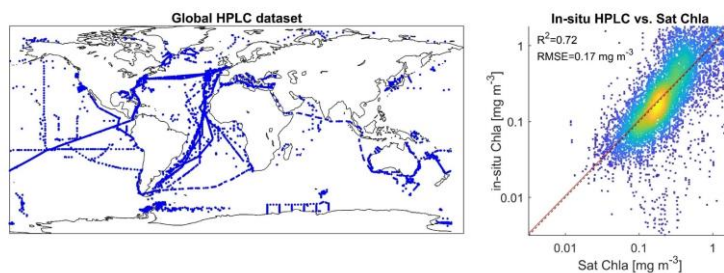 Global HPLC dataset
In-situ HPLC vs. Sat Chla
R²=0.72
RMSE=0.17 mg m⁻³
1
0.1
0.01
in-situ Chla [mg m⁻³]
0.01
0.1
1
Sat Chla [mg m⁻³]